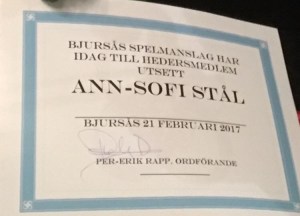 BJURSÅS SPELMANSLAG HAR
IDAG TILL HEDERSMEDLEM
UTSETT
ANN-SOFI STÅL
BJURSÅS 21 FEBRUARI 2017
PER-ERIK RAPP. ORDFÖRANDE